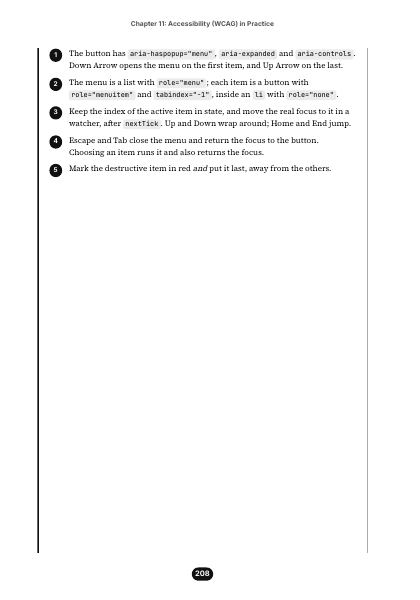 Chapter 11: Accessibility (WCAG) in Practice
1 The button has aria-haspopup="menu", aria-expanded and aria-controls.
Down Arrow opens the menu on the first item, and Up Arrow on the last.
2 The menu is a list with role="menu"; each item is a button with
role="menuitem" and tabindex="-1", inside an li with role="none".
3 Keep the index of the active item in state, and move the real focus to it in a
watcher, after nextTick. Up and Down wrap around; Home and End jump.
4 Escape and Tab close the menu and return the focus to the button.
Choosing an item runs it and also returns the focus.
5 Mark the destructive item in red and put it last, away from the others.
208